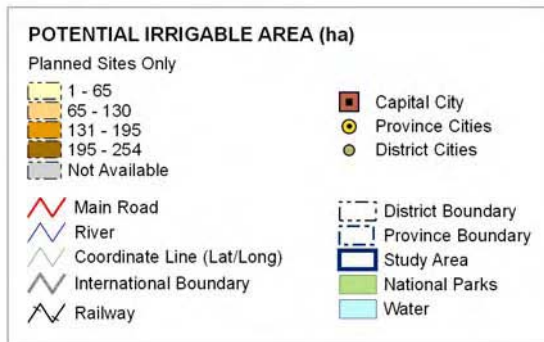 POTENTIAL IRRIGABLE AREA (ha)
Planned Sites Only
1 - 65
65 - 130
131 - 195
195 - 254
Not Available
Main Road
River
Coordinate Line (Lat/Long)
International Boundary
Railway
Capital City
Province Cities
District Cities
District Boundary
Province Boundary
Study Area
National Parks
Water